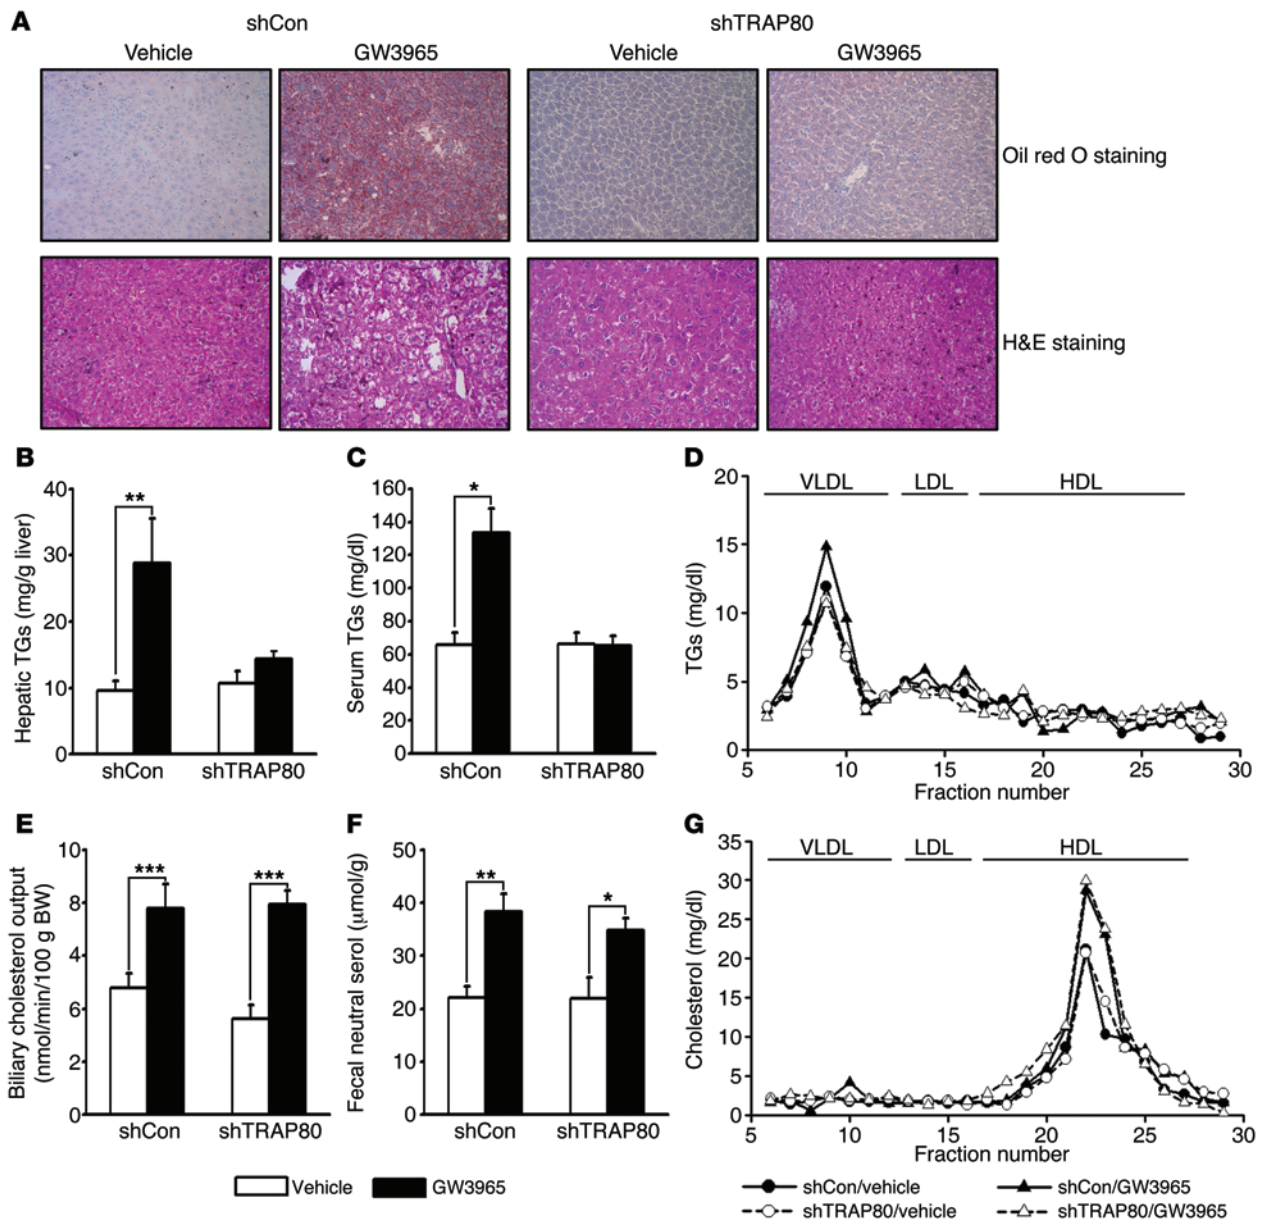 A
shCon
shTRAP80
Vehicle
GW3965
Vehicle
GW3965
Oil red O staining
H&E staining
B
Hepatic TGs (mg/g liver)
40
30
20
10
0
**
shCon
shTRAP80
C
Serum TGs (mg/dl)
160
140
120
100
80
60
40
20
0
*
shCon
shTRAP80
D
TGs (mg/dl)
20
15
10
5
0
VLDL
LDL
HDL
5
10
15
20
25
30
Fraction number
E
Biliary cholesterol output
(nmol/min/100 g BW)
10
8
4
6
2
0
***
***
shCon
shTRAP80
F
Fecal neutral serol (μmol/g)
50
40
30
20
10
0
**
*
shCon
shTRAP80
G
Cholesterol (mg/dl)
35
30
25
20
15
10
5
0
VLDL
LDL
HDL
5
10
15
20
25
30
Fraction number
Vehicle
GW3965
shCon/vehicle
shCon/GW3965
shTRAP80/vehicle
shTRAP80/GW3965